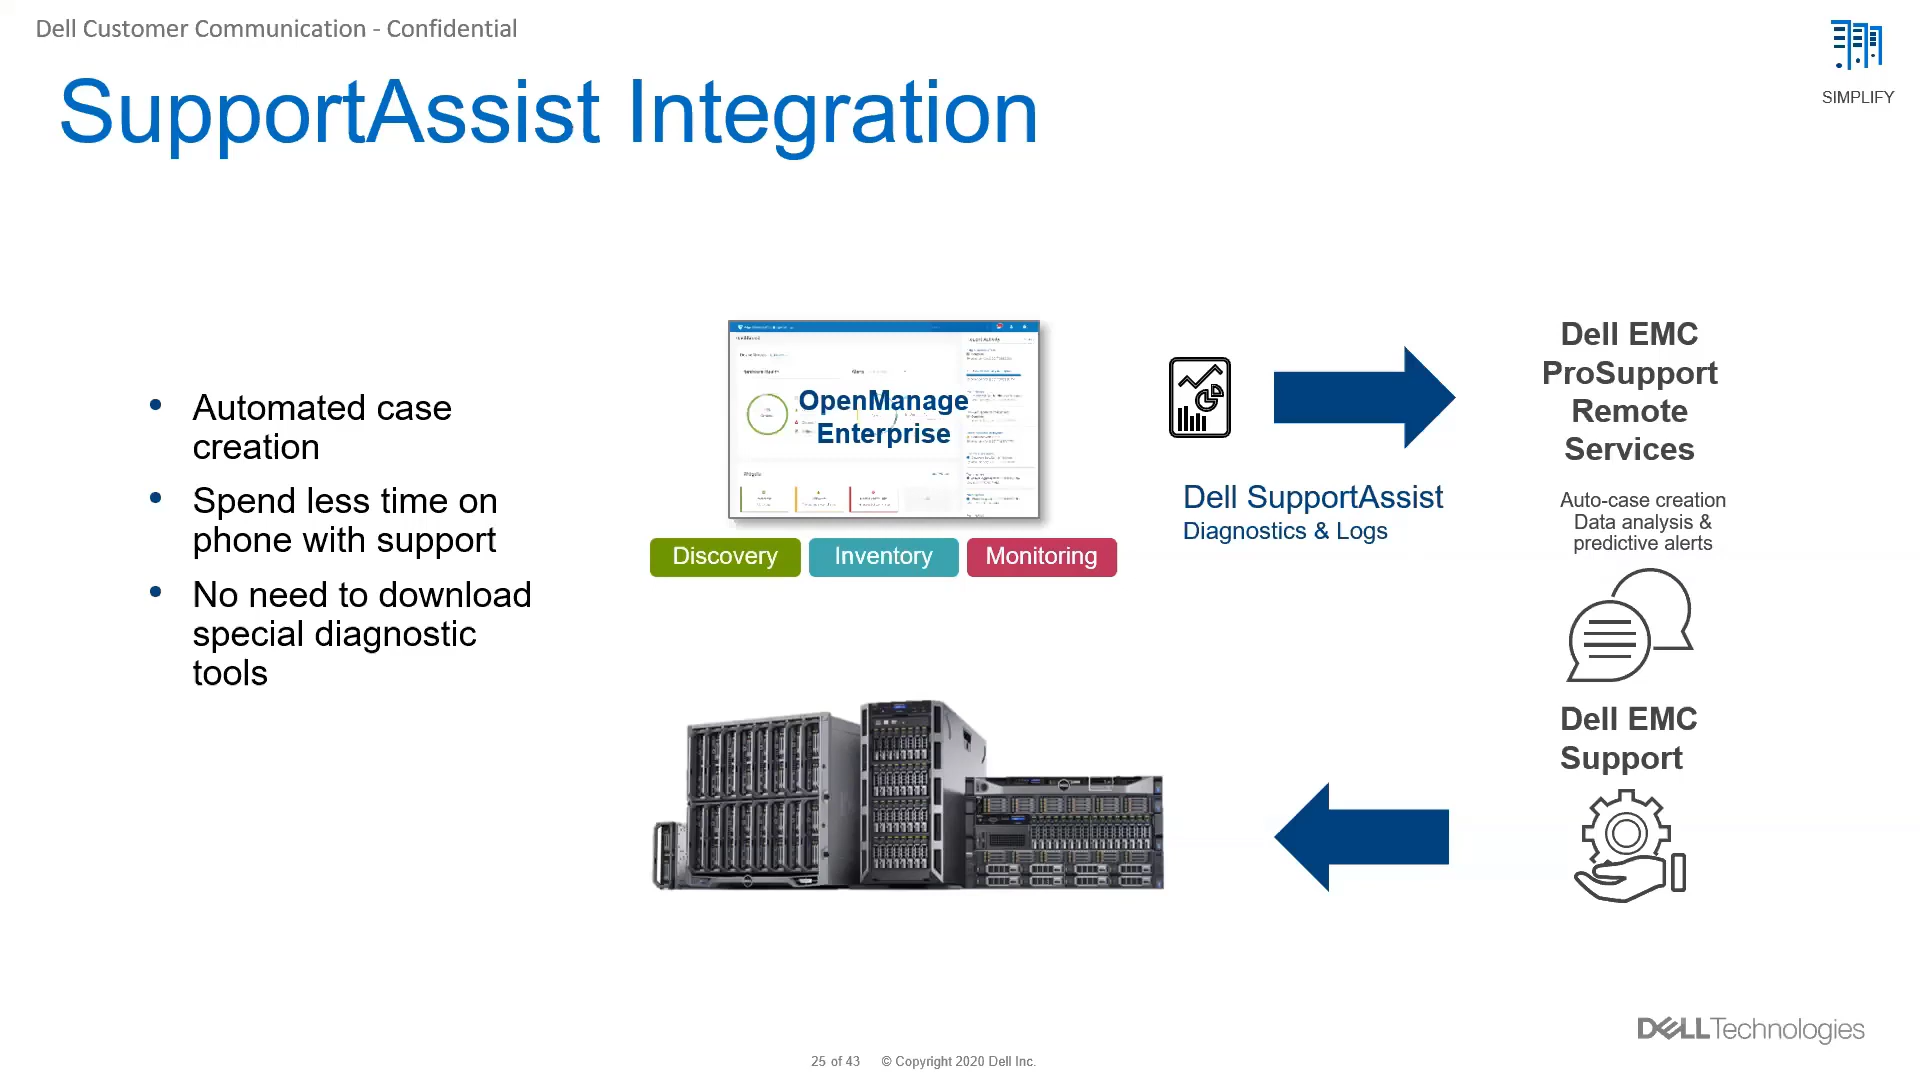 Dell Customer Communication - Confidential
SIMPLIFY
SupportAssist Integration
• Automated case
creation
• Spend less time on
phone with support
• No need to download
special diagnostic
tools
OpenManage
Enterprise
Discovery
Inventory
Monitoring
Dell SupportAssist
Diagnostics & Logs
Dell EMC
ProSupport
Remote
Services
Auto-case creation
Data analysis &
predictive alerts
Dell EMC
Support
DELLTechnologies
25 of 43 © Copyright 2020 Dell Inc.